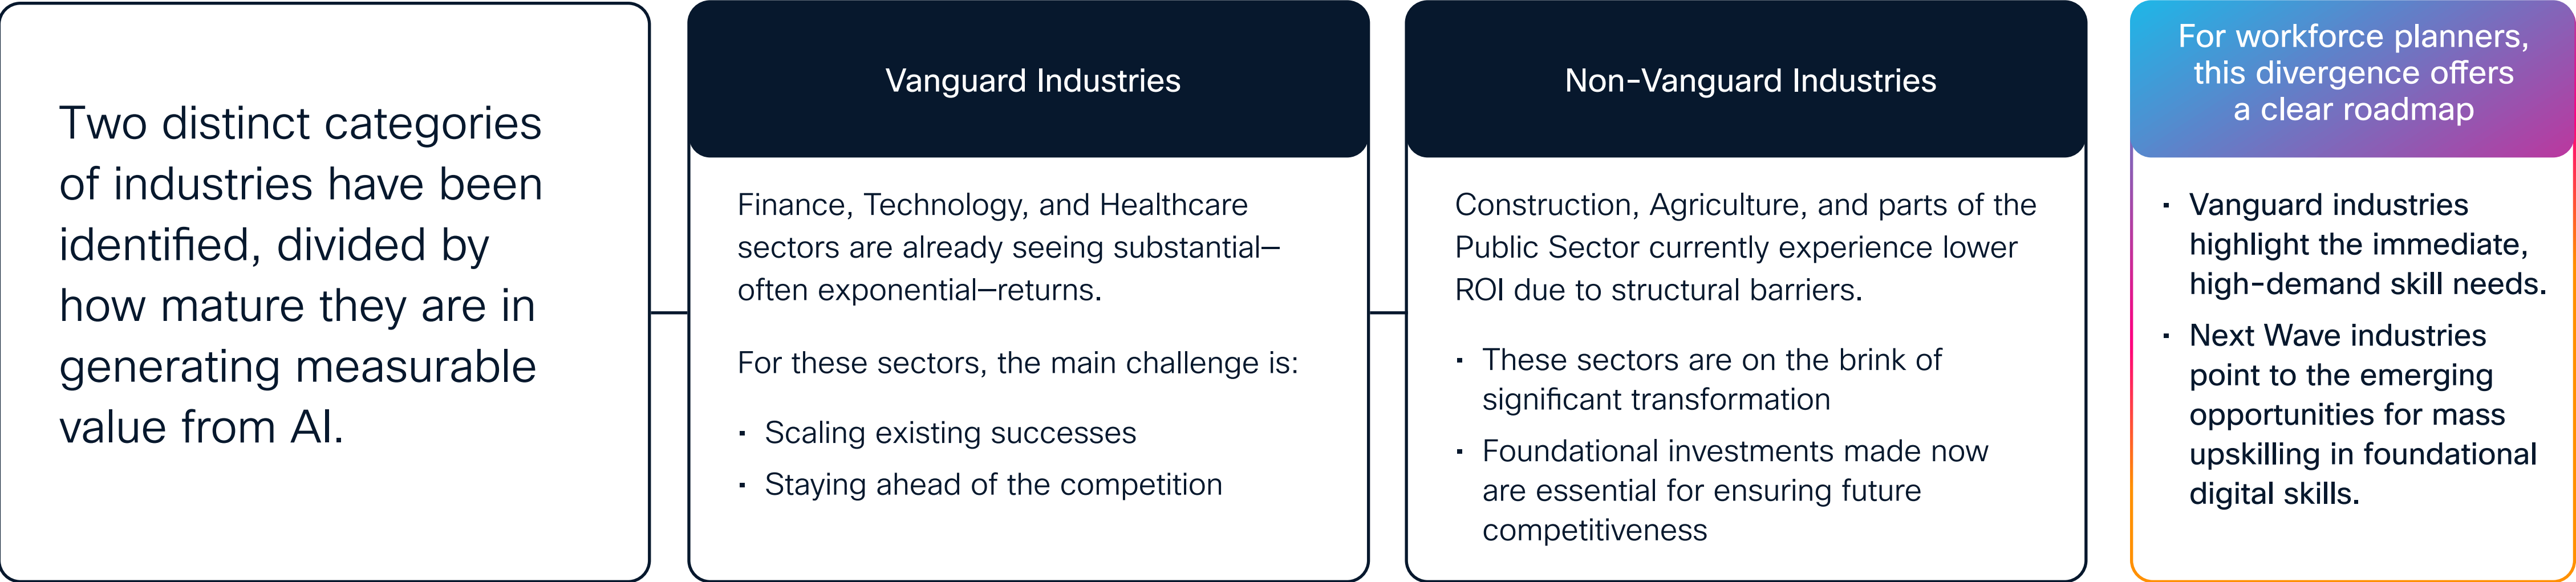 Two distinct categories
of industries have been
identified, divided by
how mature they are in
generating measurable
value from AI.
Vanguard Industries
Finance, Technology, and Healthcare
sectors are already seeing substantial—
often exponential—returns.
For these sectors, the main challenge is:
· Scaling existing successes
· Staying ahead of the competition
Non-Vanguard Industries
Construction, Agriculture, and parts of the
Public Sector currently experience lower
ROI due to structural barriers.
· These sectors are on the brink of
significant transformation
· Foundational investments made now
are essential for ensuring future
competitiveness
For workforce planners,
this divergence offers
a clear roadmap
· Vanguard industries
highlight the immediate,
high-demand skill needs.
· Next Wave industries
point to the emerging
opportunities for mass
upskilling in foundational
digital skills.